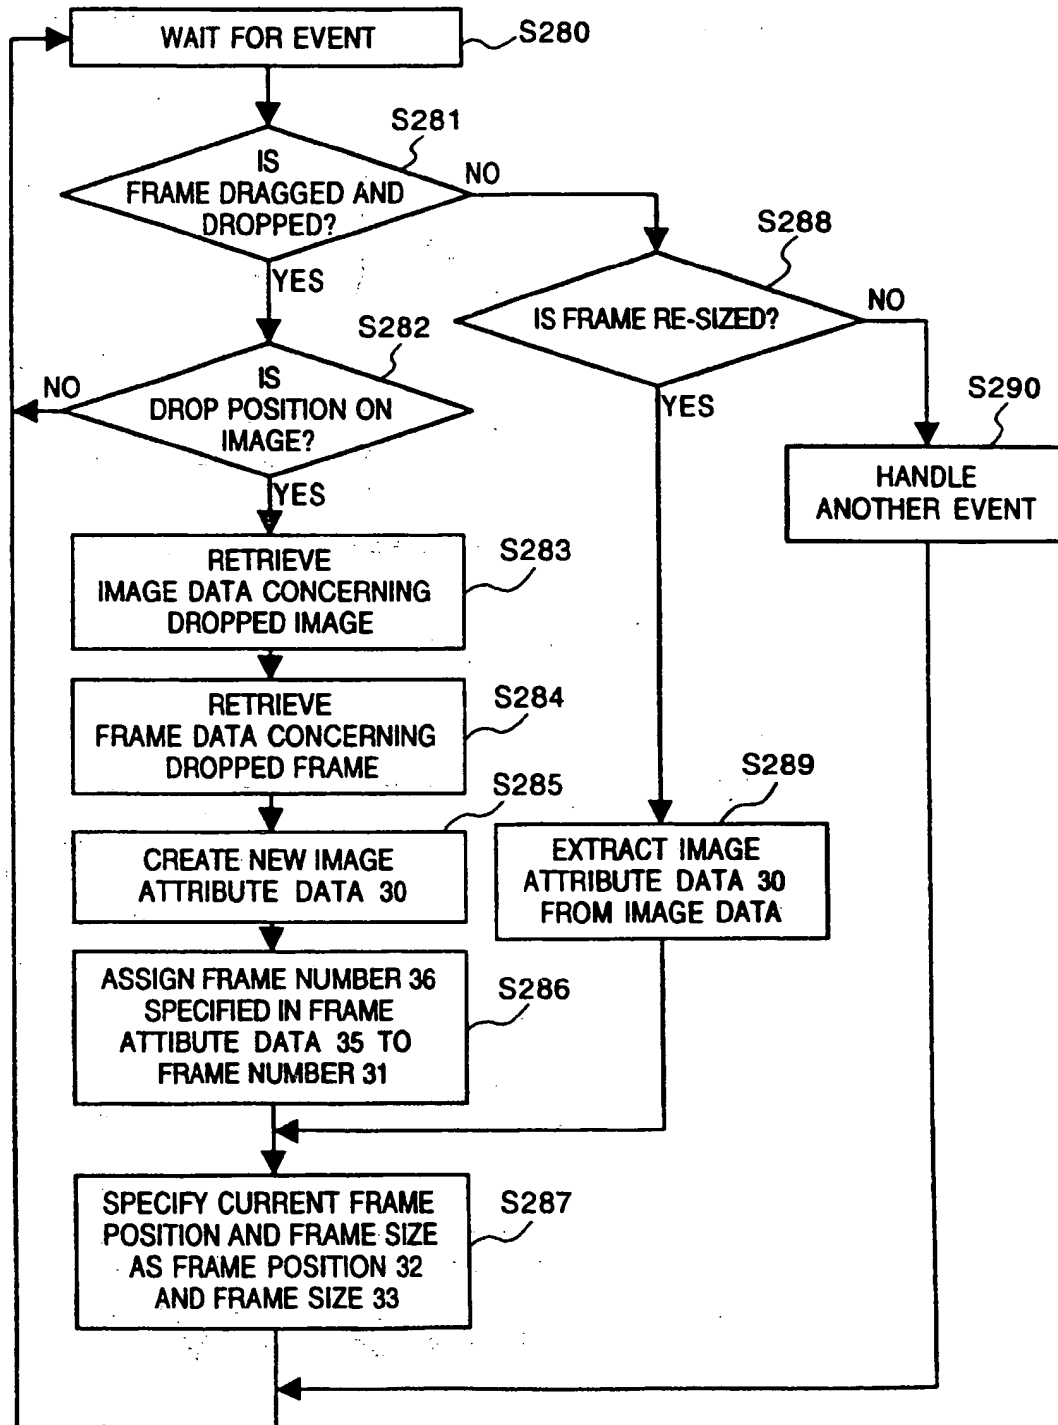 WAIT FOR EVENT
S280
S281
IS
FRAME DRAGGED AND
DROPPED?
NO
YES
S288
IS FRAME RE-SIZED?
NO
YES
S282
IS
DROP POSITION ON
IMAGE?
NO
YES
S290
HANDLE
ANOTHER EVENT
S283
RETRIEVE
IMAGE DATA CONCERNING
DROPPED IMAGE
S284
RETRIEVE
FRAME DATA CONCERNING
DROPPED FRAME
S285
CREATE NEW IMAGE
ATTRIBUTE DATA 30
S289
EXTRACT IMAGE
ATTRIBUTE DATA 30
FROM IMAGE DATA
S286
ASSIGN FRAME NUMBER 36
SPECIFIED IN FRAME
ATTIBUTE DATA 35 TO
FRAME NUMBER 31
S287
SPECIFY CURRENT FRAME
POSITION AND FRAME SIZE
AS FRAME POSITION 32
AND FRAME SIZE 33